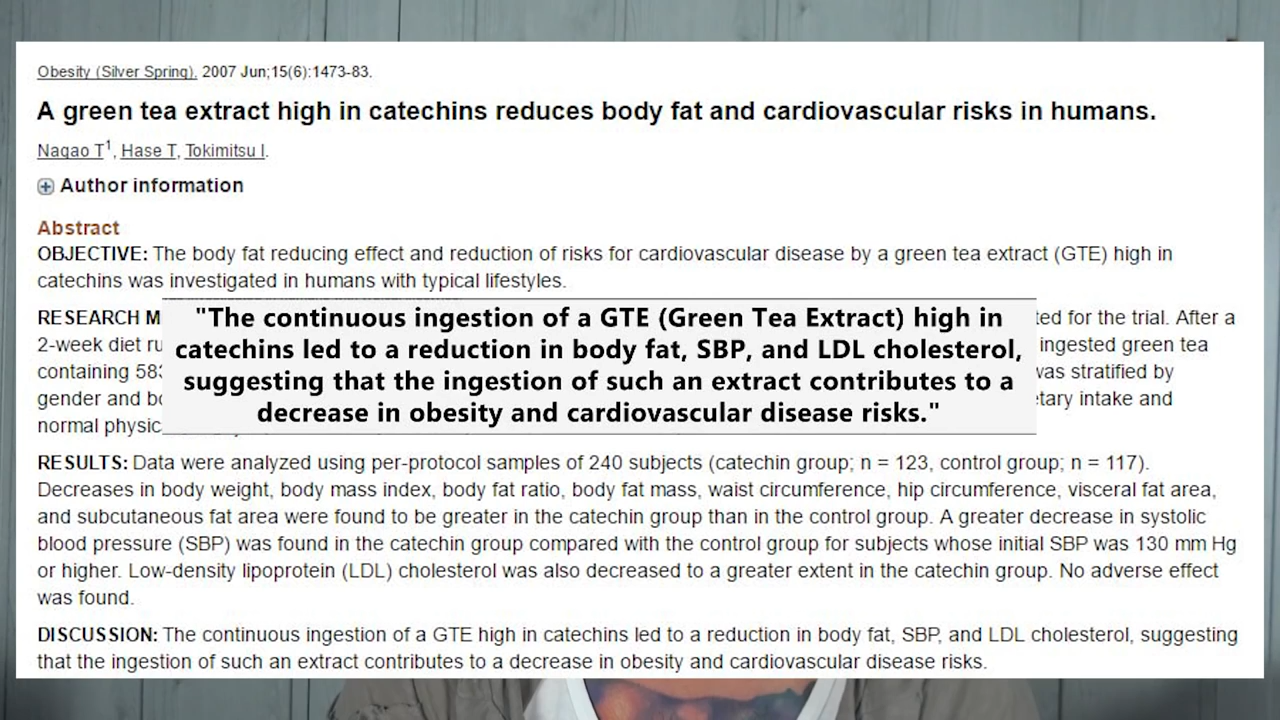 Obesity (Silver Spring). 2007 Jun;15(6):1473-83.
A green tea extract high in catechins reduces body fat and cardiovascular risks in humans.
Nagao T1, Hase T, Tokimitsu I.
Author information
Abstract
OBJECTIVE: The body fat reducing effect and reduction of risks for cardiovascular disease by a green tea extract (GTE) high in
catechins was investigated in humans with typical lifestyles.
RESEARCH
ted for the trial. After a
2-week diet
ingested green tea
containing
was stratified by
gender and
intake and
normal
"The continuous ingestion of a GTE (Green Tea Extract) high in
catechins led to a reduction in body fat, SBP, and LDL cholesterol,
suggesting that the ingestion of such an extract contributes to a
decrease in obesity and cardiovascular disease risks."
RESULTS: Data were analyzed using per-protocol samples of 240 subjects (catechin group; n = 123, control group; n = 117).
Decreases in body weight, body mass index, body fat ratio, body fat mass, waist circumference, hip circumference, visceral fat area,
and subcutaneous fat area were found to be greater in the catechin group than in the control group. A greater decrease in systolic
blood pressure (SBP) was found in the catechin group compared with the control group for subjects whose initial SBP was 130 mm Hg
or higher. Low-density lipoprotein (LDL) cholesterol was also decreased to a greater extent in the catechin group. No adverse effect
was found.
DISCUSSION: The continuous ingestion of a GTE high in catechins led to a reduction in body fat, SBP, and LDL cholesterol, suggesting
that the ingestion of such an extract contributes to a decrease in obesity and cardiovascular disease risks.